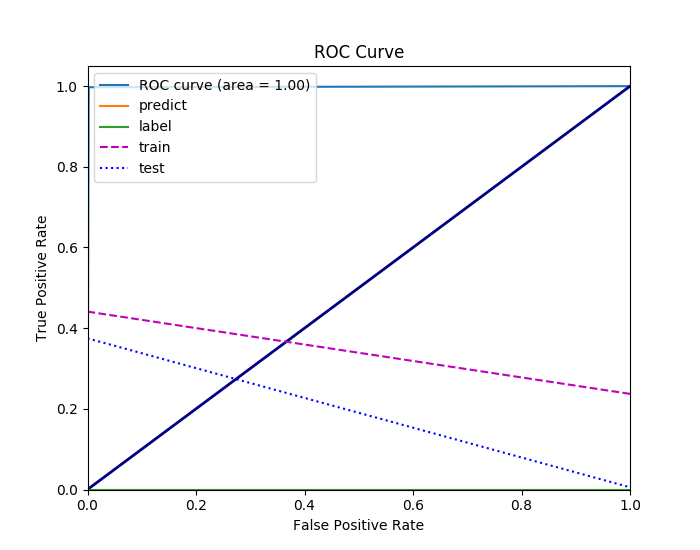 ROC Curve
ROC curve (area = 1.00)
predict
label
train
test
1.0
0.8
0.6
0.4
0.2
0.0
True Positive Rate
0.0 0.2 0.4 0.6 0.8 1.0
False Positive Rate